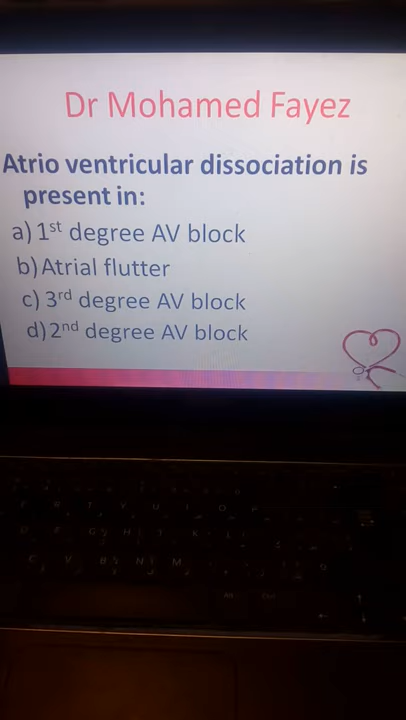 Dr Mohamed Fayez
Atrio ventricular dissociation is
present in:
a) 1st degree AV block
b) Atrial flutter
c) 3rd degree AV block
d) 2nd degree AV block